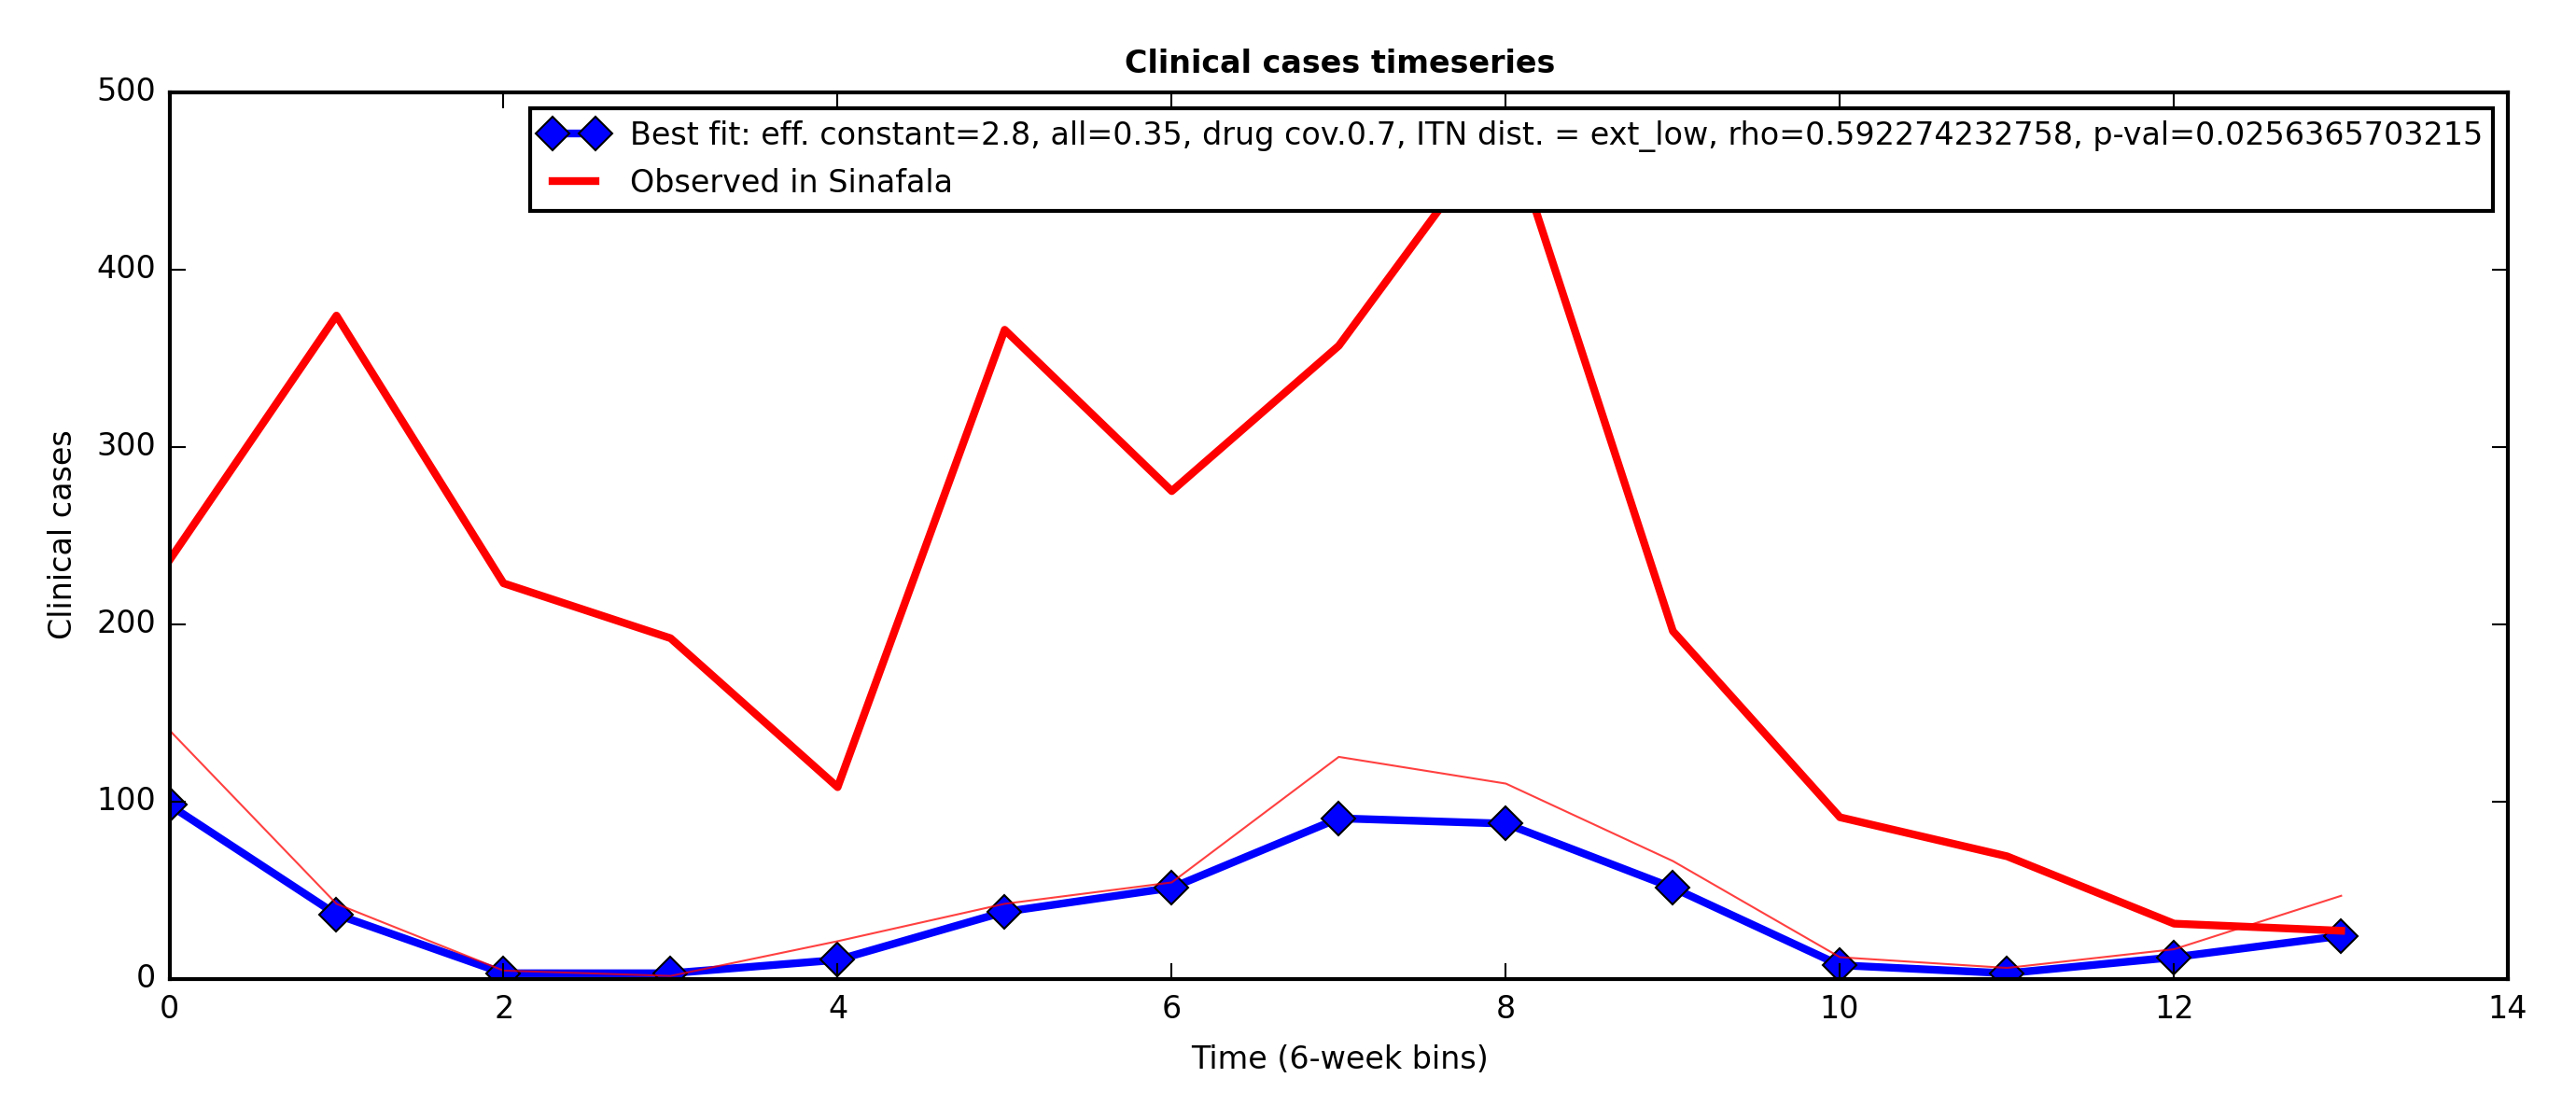 Clinical cases timeseries
500
Best fit: eff. constant=2.8, all=0.35, drug cov.0.7, ITN dist. = ext_low, rho=0.592274232758, p-val=0.0256365703215
Observed in Sinafala
400
300
200
100
0
Clinical cases
0 2 4 6 8 10 12 14
Time (6-week bins)